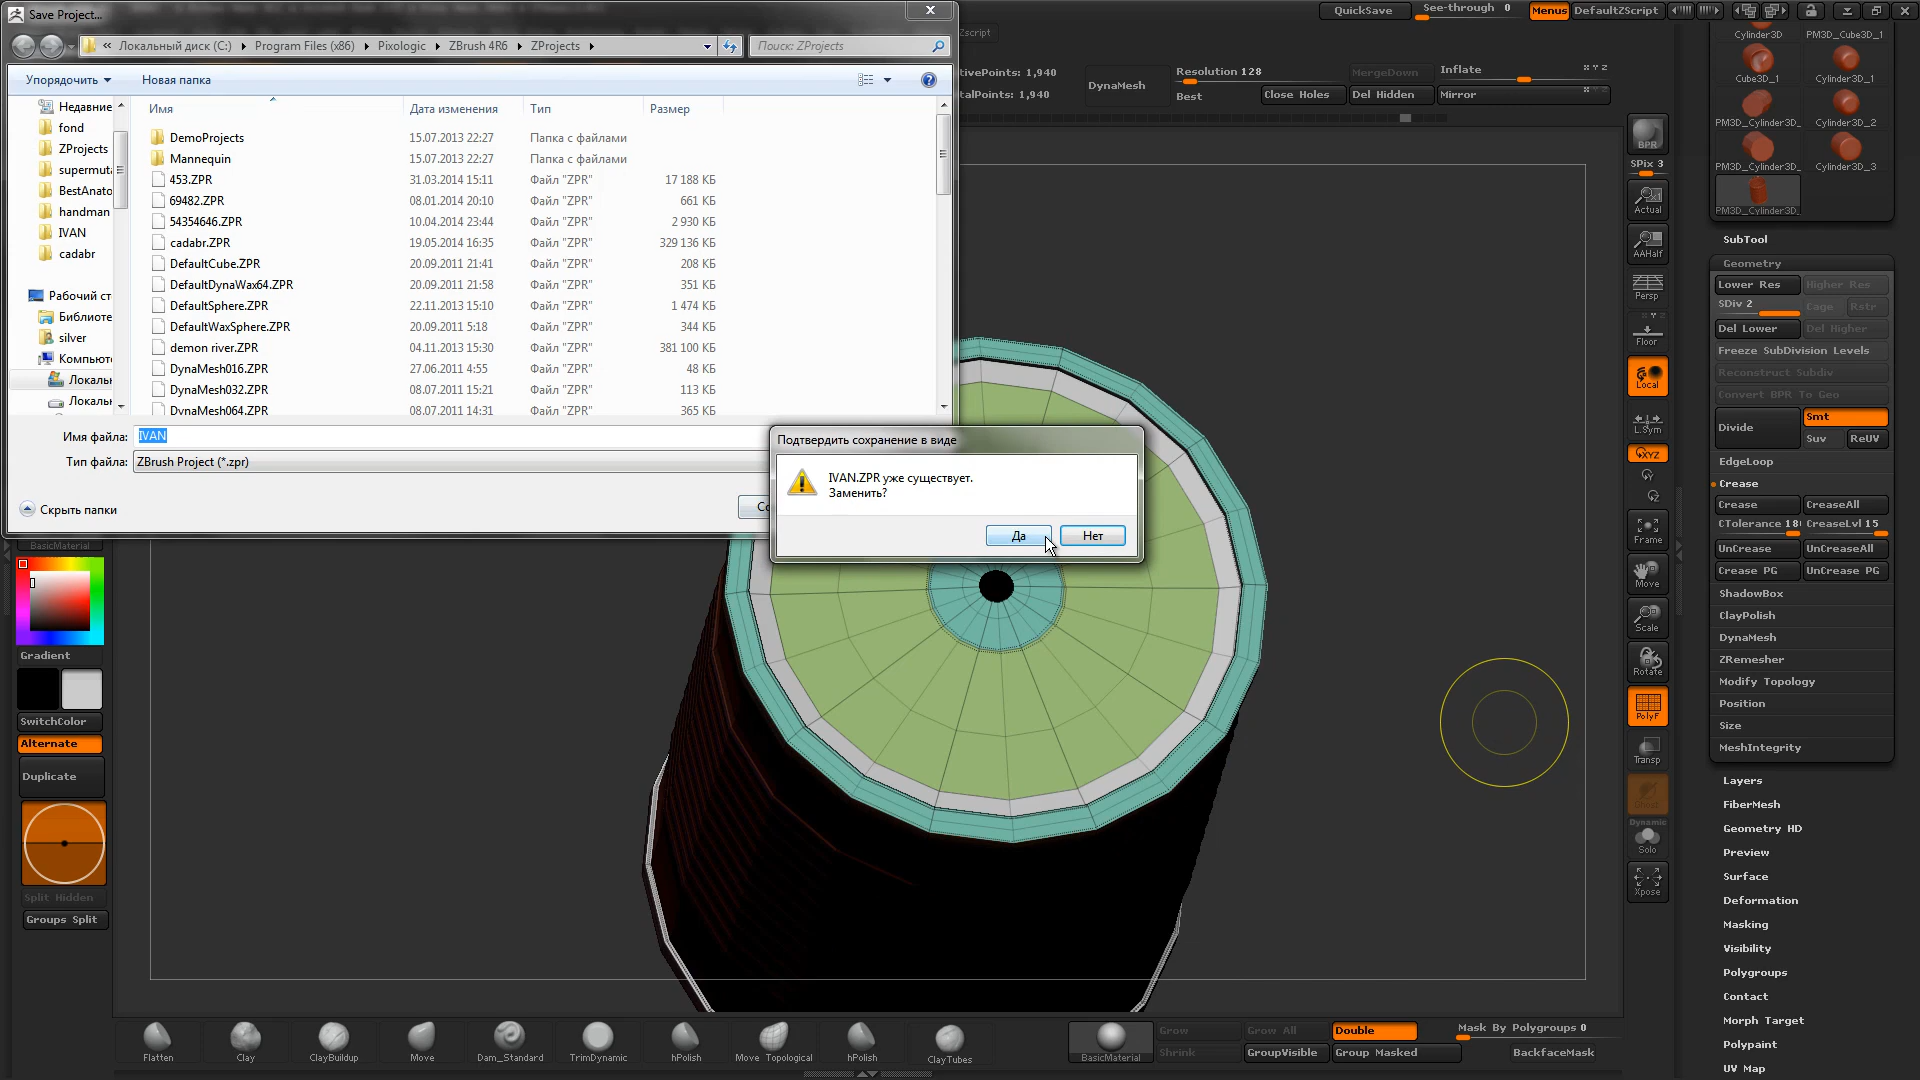 Save Project...
QuickSave
See-through 0
Menus
DefaultZScript
« Локальный диск (C:) ▸ Program Files (x86) ▸ Pixologic ▸ ZBrush 4R6 ▸ ZProjects ▸
Поиск: ZProjects
Zscript
Упорядочить
Новая папка
Имя
Дата изменения
Тип
Размер
Недавние
fond
ZProjects
supermuta
BestAnato
handman
IVAN
cadabr
Рабочий ст
Библиоте
silver
Компьют
Локаль
Локаль
DemoProjects 15.07.2013 22:27 Папка с файлами
Mannequin 15.07.2013 22:27 Папка с файлами
453.ZPR 31.03.2014 15:11 Файл "ZPR" 17 188 КБ
69482.ZPR 08.01.2014 20:10 Файл "ZPR" 661 КБ
54354646.ZPR 10.04.2014 23:44 Файл "ZPR" 2 930 КБ
cadabr.ZPR 19.05.2014 16:35 Файл "ZPR" 329 136 КБ
DefaultCube.ZPR 20.09.2011 21:41 Файл "ZPR" 208 КБ
DefaultDynaWax64.ZPR 20.09.2011 21:58 Файл "ZPR" 351 КБ
DefaultSphere.ZPR 22.11.2013 15:10 Файл "ZPR" 1 474 КБ
DefaultWaxSphere.ZPR 20.09.2011 5:18 Файл "ZPR" 344 КБ
demon river.ZPR 04.11.2013 15:30 Файл "ZPR" 381 100 КБ
DynaMesh016.ZPR 27.06.2011 4:55 Файл "ZPR" 48 КБ
DynaMesh032.ZPR 08.07.2011 15:21 Файл "ZPR" 113 КБ
DynaMesh064.ZPR 08.07.2011 14:31 Файл "ZPR" 365 КБ
Имя файла: IVAN
Тип файла: ZBrush Project (*.zpr)
Скрыть папки
Со
Подтвердить сохранение в виде
IVAN.ZPR уже существует.
Заменить?
Да
Нет
tivePoints: 1,940
talPoints: 1,940
DynaMesh
Resolution 128
Best
Close Holes
MergeDown
Del Hidden
Inflate
Mirror
X Y Z
BasicMaterial
Gradient
SwitchColor
Alternate
Duplicate
Split Hidden
Groups Split
BPR
SPix 3
Actual
AAHalf
Persp
Floor
Local
L.Sym
XYZ
Frame
Move
Scale
Rotate
PolyF
Transp
Ghost
Dynamic
Solo
Xpose
Cylinder3D
PM3D_Cube3D_1
Cube3D_1
Cylinder3D_1
PM3D_Cylinder3D_
Cylinder3D_2
PM3D_Cylinder3D_
Cylinder3D_3
PM3D_Cylinder3D_
SubTool
Geometry
Lower Res
Higher Res
SDiv 2
Cage
Rstr
Del Lower
Del Higher
Freeze SubDivision Levels
Reconstruct Subdiv
Convert BPR To Geo
Divide
Smt
Suv
ReUV
EdgeLoop
Crease
Crease
CreaseAll
CTolerance 180
CreaseLvl 15
UnCrease
UnCreaseAll
Crease PG
UnCrease PG
ShadowBox
ClayPolish
DynaMesh
ZRemesher
Modify Topology
Position
Size
MeshIntegrity
Layers
FiberMesh
Geometry HD
Preview
Surface
Deformation
Masking
Visibility
Polygroups
Contact
Morph Target
Polypaint
UV Map
Flatten
Clay
ClayBuildup
Move
Dam_Standard
TrimDynamic
hPolish
Move Topological
hPolish
ClayTubes
BasicMaterial
Grow
Grow All
Double
Mask By Polygroups 0
Shrink
GroupVisible
Group Masked
BackfaceMask